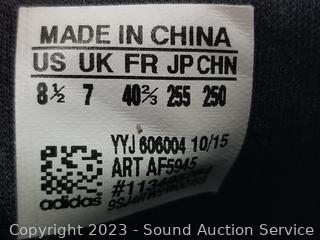 MADE IN CHINA
US UK FR JP CHN
8½ 7 40⅔ 255 250
YYJ 606004 10/15
ART AF5945
adidas
Copyright 2023 - Sound Auction Service